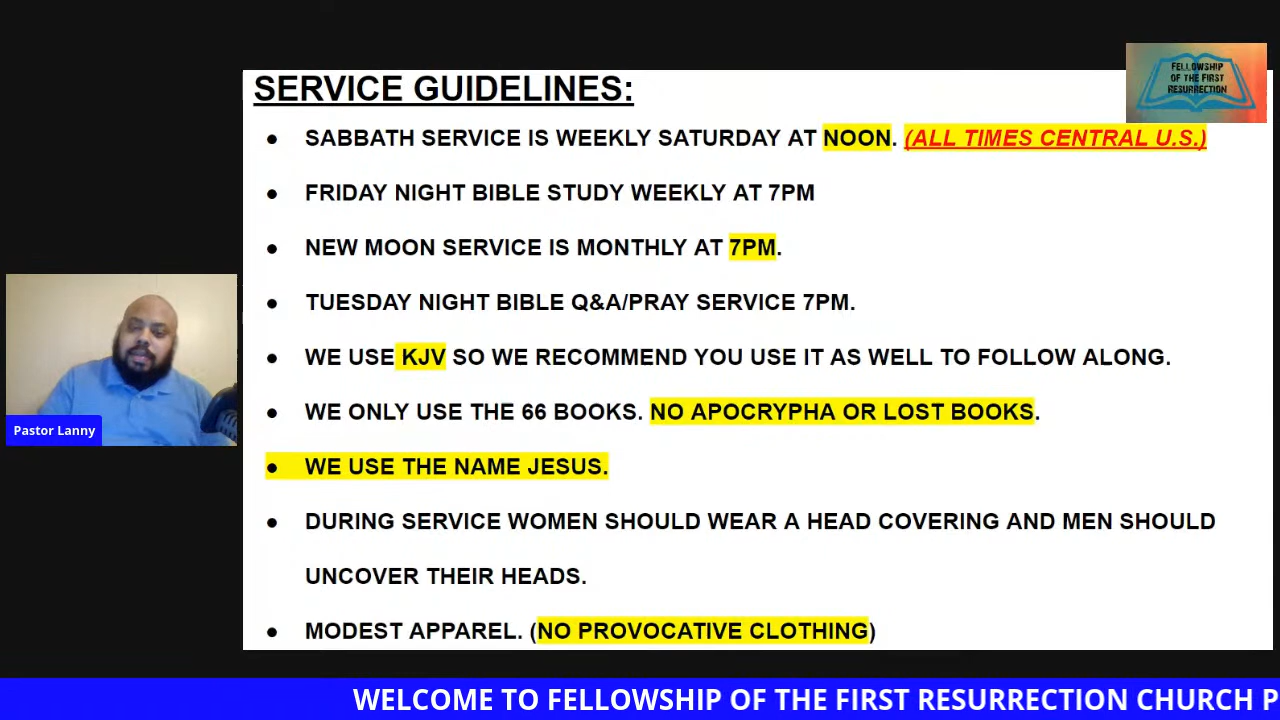 FELLOWSHIP
OF THE FIRST
RESURRECTION
SERVICE GUIDELINES:
● SABBATH SERVICE IS WEEKLY SATURDAY AT NOON. (ALL TIMES CENTRAL U.S.)
● FRIDAY NIGHT BIBLE STUDY WEEKLY AT 7PM
● NEW MOON SERVICE IS MONTHLY AT 7PM.
● TUESDAY NIGHT BIBLE Q&A/PRAY SERVICE 7PM.
● WE USE KJV SO WE RECOMMEND YOU USE IT AS WELL TO FOLLOW ALONG.
● WE ONLY USE THE 66 BOOKS. NO APOCRYPHA OR LOST BOOKS.
● WE USE THE NAME JESUS.
● DURING SERVICE WOMEN SHOULD WEAR A HEAD COVERING AND MEN SHOULD
UNCOVER THEIR HEADS.
● MODEST APPAREL. (NO PROVOCATIVE CLOTHING)
Pastor Lanny
WELCOME TO FELLOWSHIP OF THE FIRST RESURRECTION CHURCH P